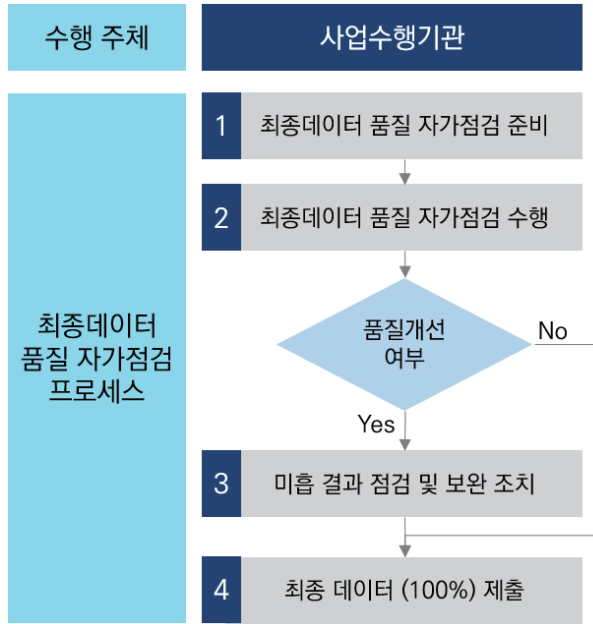 수행 주체
사업수행기관
1 최종데이터 품질 자가점검 준비
2 최종데이터 품질 자가점검 수행
최종데이터
품질 자가점검
프로세스
품질개선
여부
No
Yes
3 미흡 결과 점검 및 보완 조치
4 최종 데이터 (100%) 제출